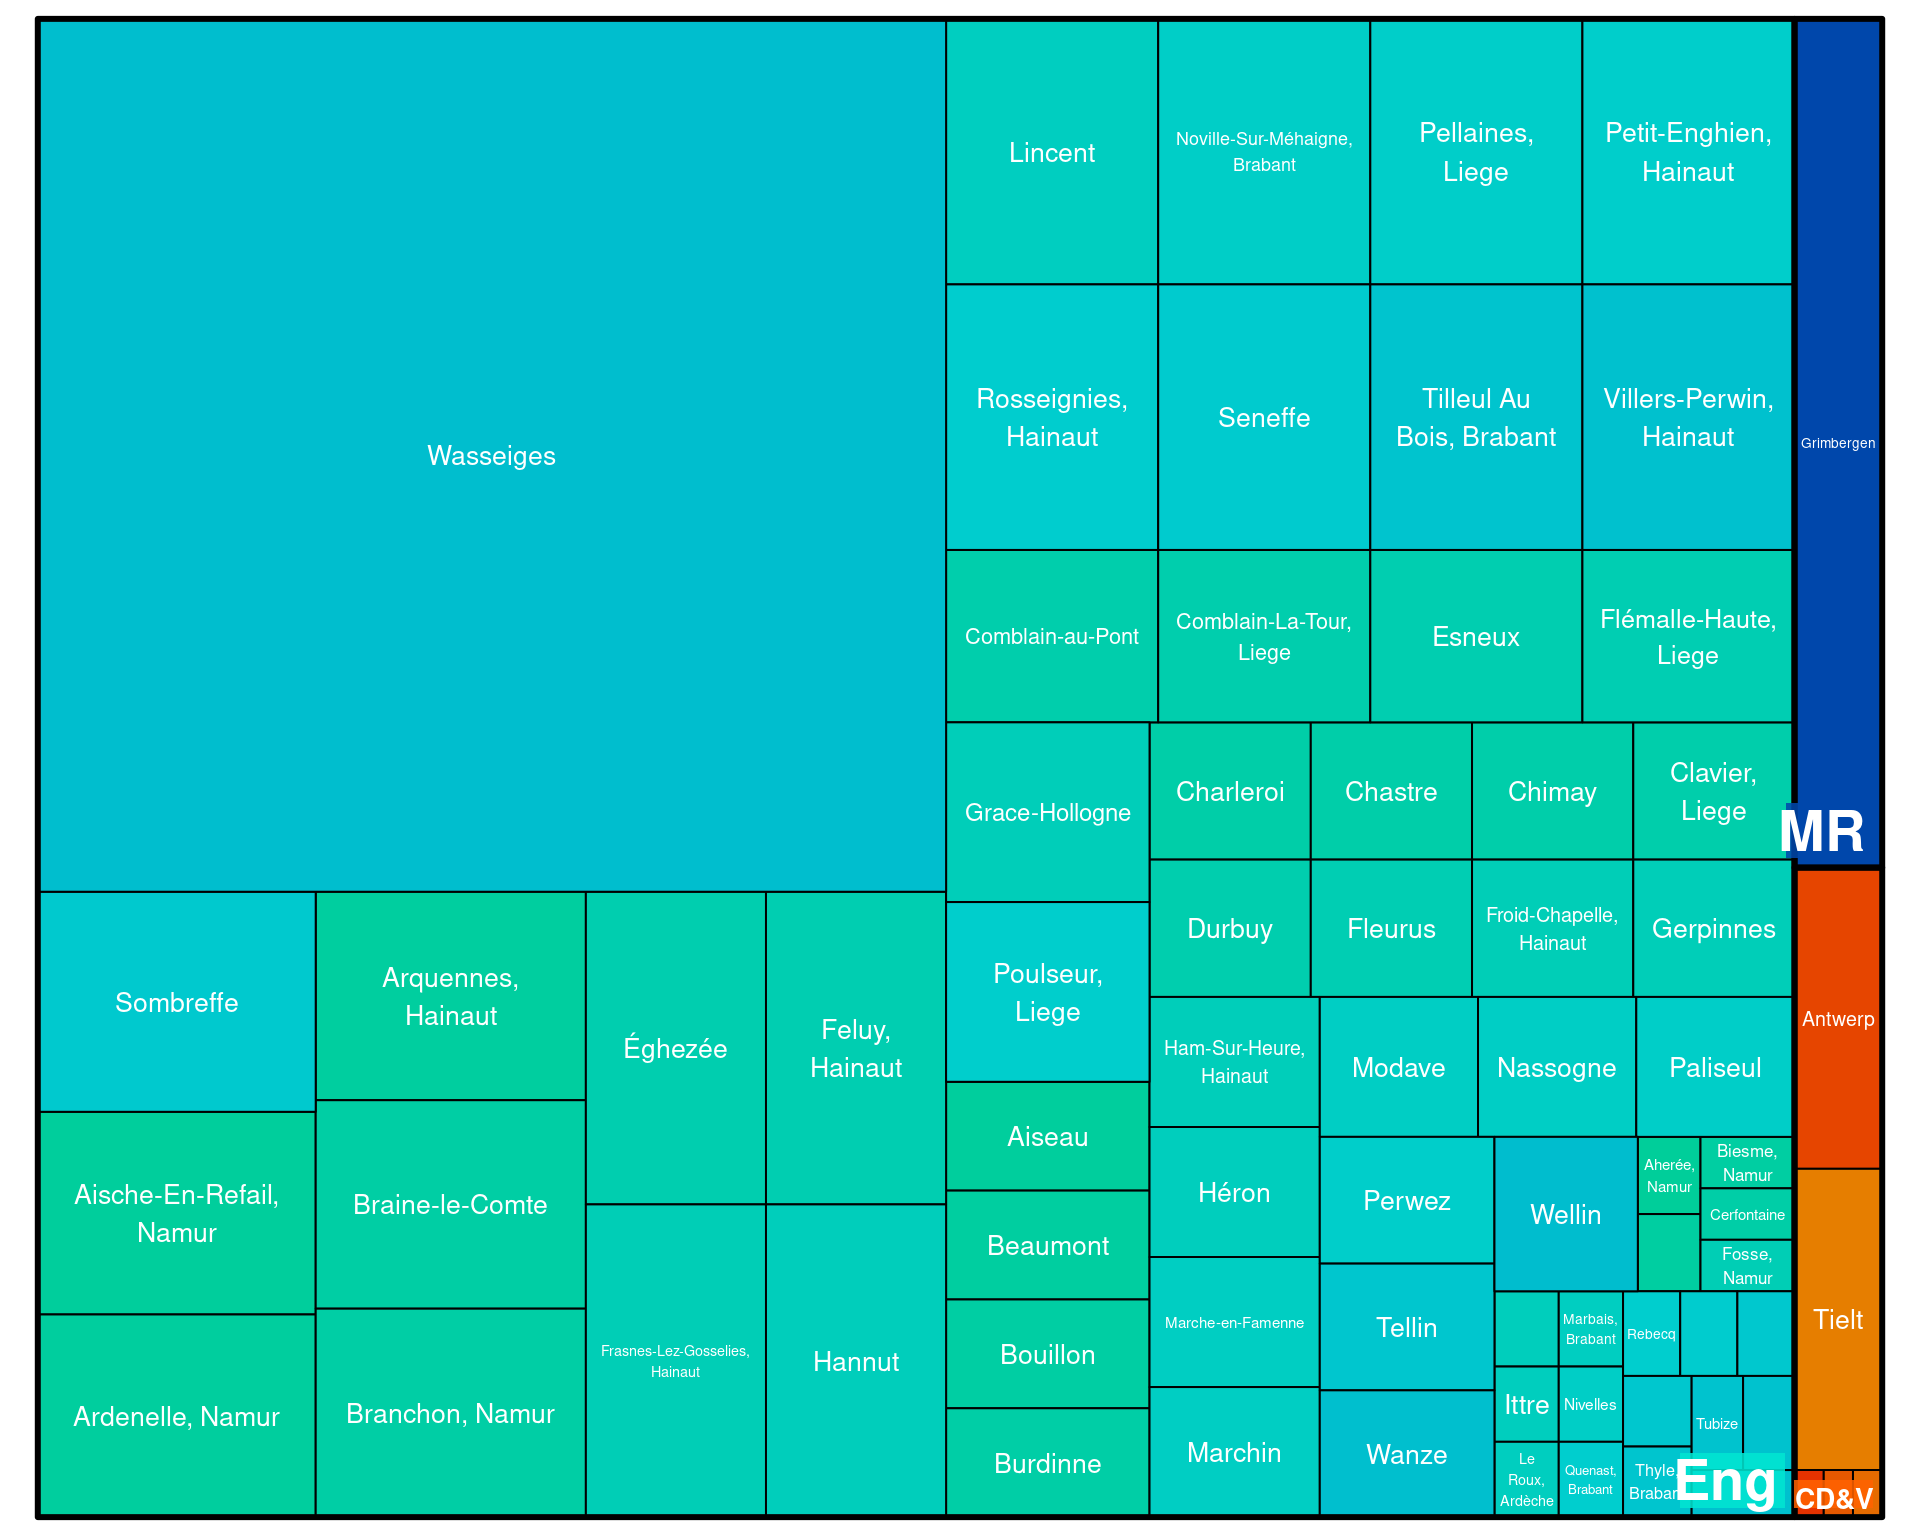 Wasseiges
Lincent
Noville-Sur-Méhaigne,
Brabant
Pellaines,
Liege
Petit-Enghien,
Hainaut
Rosseignies,
Hainaut
Seneffe
Tilleul Au
Bois, Brabant
Villers-Perwin,
Hainaut
Grimbergen
Comblain-au-Pont
Comblain-La-Tour,
Liege
Esneux
Flémalle-Haute,
Liege
Grace-Hollogne
Charleroi
Chastre
Chimay
Clavier,
Liege
MR
Durbuy
Fleurus
Froid-Chapelle,
Hainaut
Gerpinnes
Sombreffe
Arquennes,
Hainaut
Éghezée
Feluy,
Hainaut
Poulseur,
Liege
Ham-Sur-Heure,
Hainaut
Modave
Nassogne
Paliseul
Antwerp
Aische-En-Refail,
Namur
Braine-le-Comte
Aiseau
Héron
Perwez
Wellin
Aherée,
Namur
Biesme,
Namur
Cerfontaine
Fosse,
Namur
Beaumont
Ardenelle, Namur
Branchon, Namur
Frasnes-Lez-Gosselies,
Hainaut
Hannut
Bouillon
Marche-en-Famenne
Tellin
Marbais,
Brabant
Rebecq
Tielt
Burdinne
Marchin
Wanze
Ittre
Nivelles
Tubize
Le
Roux,
Ardèche
Quenast,
Brabant
Thyle,
Brabant
Eng
CD&V